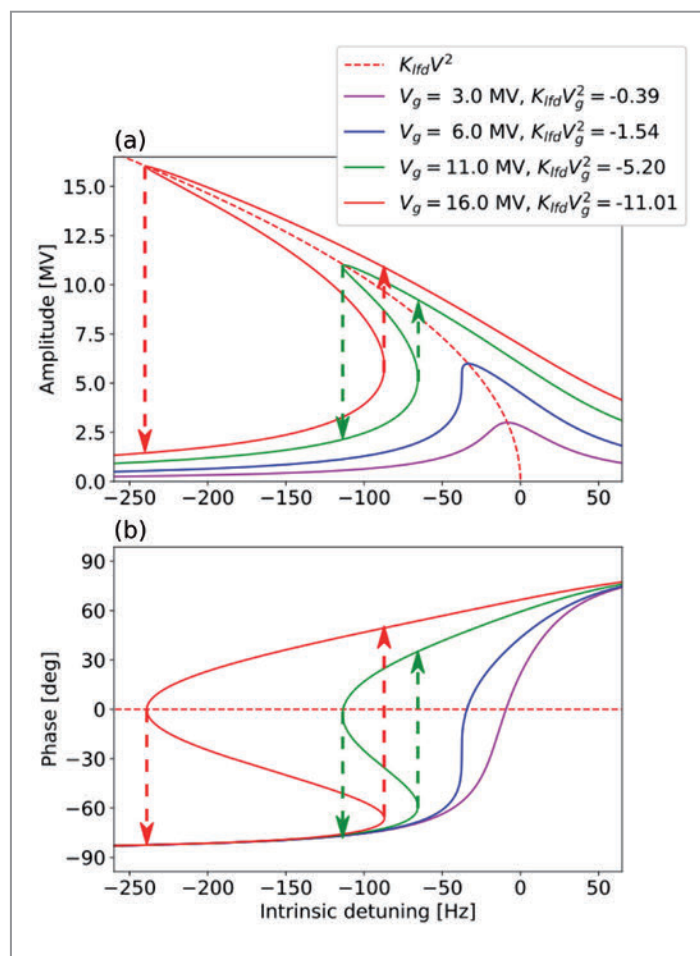 K_lfd V^2
V_g = 3.0 MV, K_lfd V_g^2 = -0.39
V_g = 6.0 MV, K_lfd V_g^2 = -1.54
V_g = 11.0 MV, K_lfd V_g^2 = -5.20
V_g = 16.0 MV, K_lfd V_g^2 = -11.01
(a)
Amplitude [MV]
15.0
12.5
10.0
7.5
5.0
2.5
0.0
−250 −200 −150 −100 −50 0 50
(b)
Phase [deg]
90
60
30
0
−30
−60
−90
−250 −200 −150 −100 −50 0 50
Intrinsic detuning [Hz]